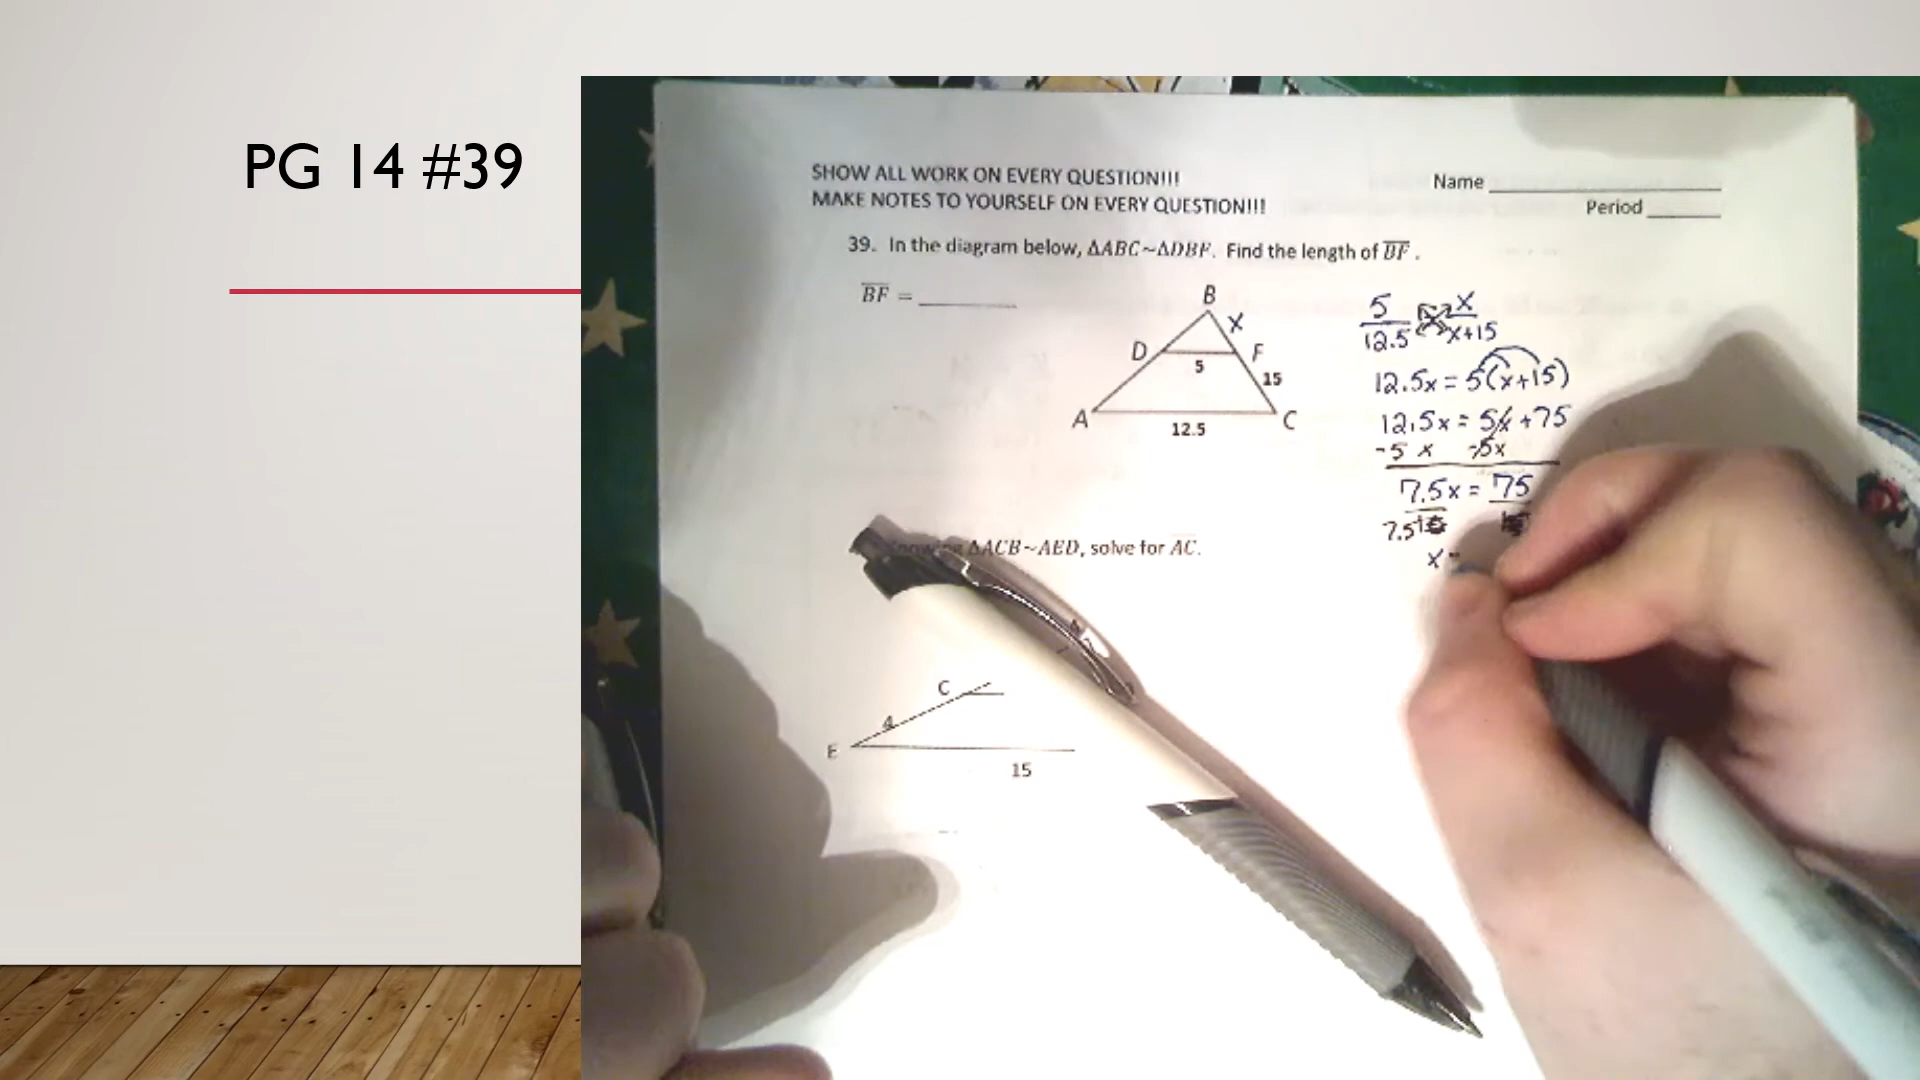 PG 14 #39
SHOW ALL WORK ON EVERY QUESTION!!!
MAKE NOTES TO YOURSELF ON EVERY QUESTION!!!
Name
Period
39. In the diagram below, ΔABC~ΔDBF. Find the length of BF.
BF =
B
X
D
F
5
15
A
C
12.5
5 x
12.5 x+15
12.5x = 5(x+15)
12.5x = 5x +75
-5x -5x
7.5x = 75
7.5
x =
ΔACB~AED, solve for AC.
C
4
E
15